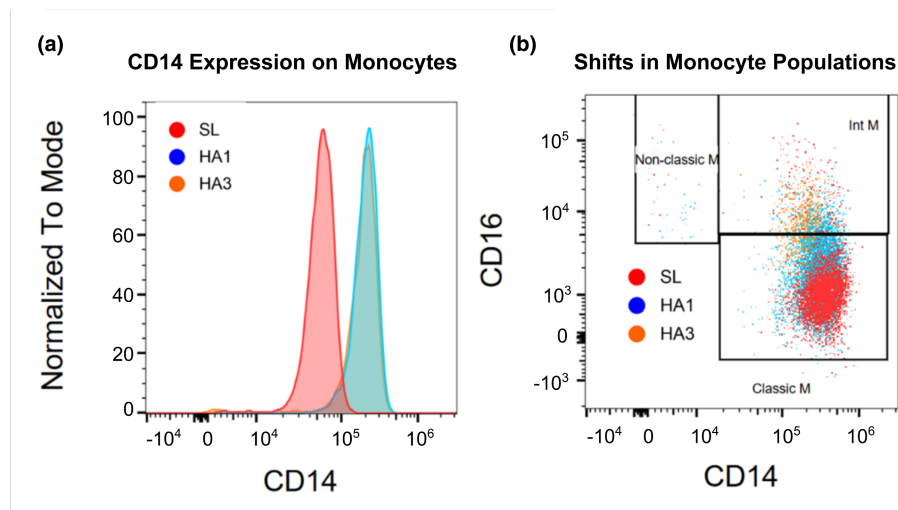 (a)
CD14 Expression on Monocytes
Normalized To Mode
100
80
60
40
20
0
SL
HA1
HA3
-10⁴ 0 10⁴ 10⁵ 10⁶
CD14
(b)
Shifts in Monocyte Populations
CD16
10⁵
10⁴
10³
0
-10³
Int M
Non-classic M
SL
HA1
HA3
Classic M
-10⁴ 0 10⁴ 10⁵ 10⁶
CD14